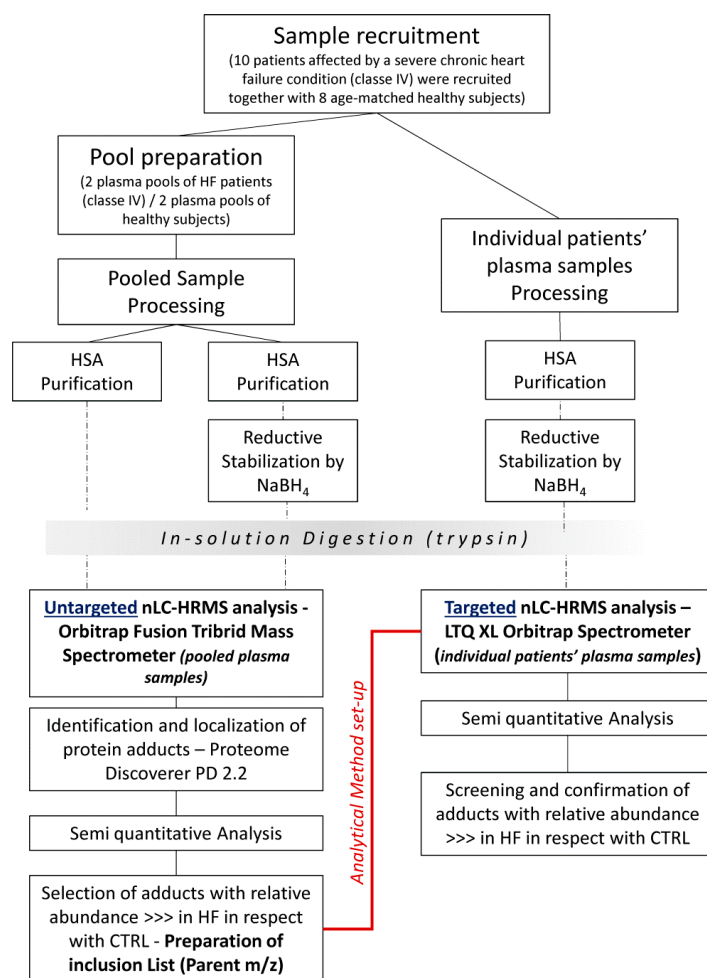 Sample recruitment
(10 patients affected by a severe chronic heart
failure condition (classe IV) were recruited
together with 8 age-matched healthy subjects)
Pool preparation
(2 plasma pools of HF patients
(classe IV) / 2 plasma pools of
healthy subjects)
Individual patients’
plasma samples
Processing
Pooled Sample
Processing
HSA
Purification
HSA
Purification
HSA
Purification
Reductive
Stabilization by
NaBH₄
Reductive
Stabilization by
NaBH₄
In-solution Digestion (trypsin)
Untargeted nLC-HRMS analysis -
Orbitrap Fusion Tribrid Mass
Spectrometer (pooled plasma
samples)
Targeted nLC-HRMS analysis –
LTQ XL Orbitrap Spectrometer
(individual patients’ plasma samples)
Analytical Method set-up
Identification and localization of
protein adducts – Proteome
Discoverer PD 2.2
Semi quantitative Analysis
Semi quantitative Analysis
Screening and confirmation of
adducts with relative abundance
>>> in HF in respect with CTRL
Selection of adducts with relative
abundance >>> in HF in respect
with CTRL - Preparation of
inclusion List (Parent m/z)